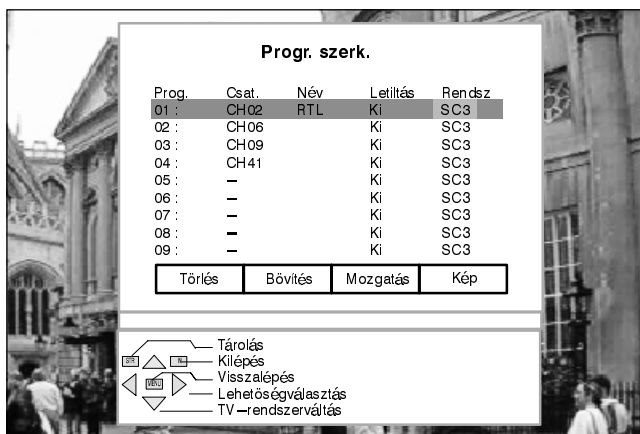 Progr. szerk.
Prog. Csat. Név Letiltás Rendsz
01 : CH02 RTL Ki SC3
02 : CH06 Ki SC3
03 : CH09 Ki SC3
04 : CH41 Ki SC3
05 : – Ki SC3
06 : – Ki SC3
07 : – Ki SC3
08 : – Ki SC3
09 : – Ki SC3
Törlés Bövítés Mozgatás Kép
Tárolás
STR N Kilépés
MENU Visszalépés
Lehetöségválasztás
TV–rendszerváltás